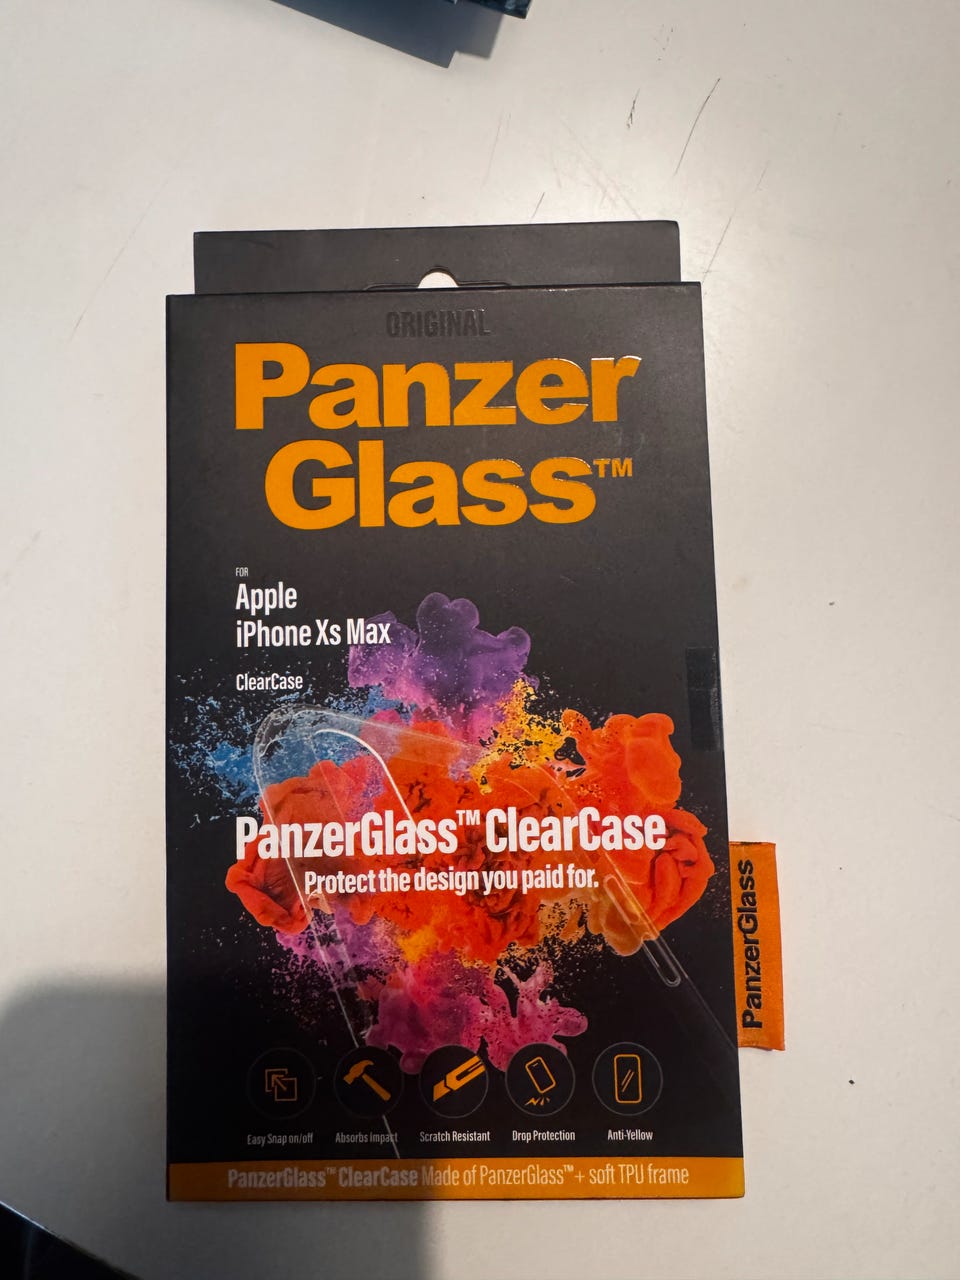 ORIGINAL
Panzer
Glass™
FOR
Apple
iPhone Xs Max
ClearCase
PanzerGlass™ ClearCase
Protect the design you paid for.
PanzerGlass
Easy Snap on/off
Absorbs impact
Scratch Resistant
Drop Protection
Anti-Yellow
PanzerGlass™ ClearCase Made of PanzerGlass™ + soft TPU frame